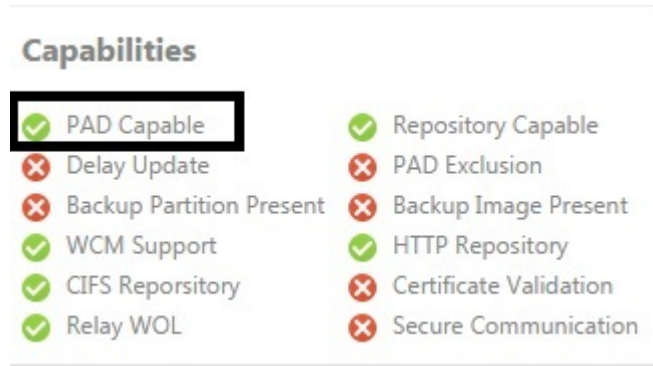 Capabilities
PAD Capable
Repository Capable
Delay Update
PAD Exclusion
Backup Partition Present
Backup Image Present
WCM Support
HTTP Repository
CIFS Reporsitory
Certificate Validation
Relay WOL
Secure Communication